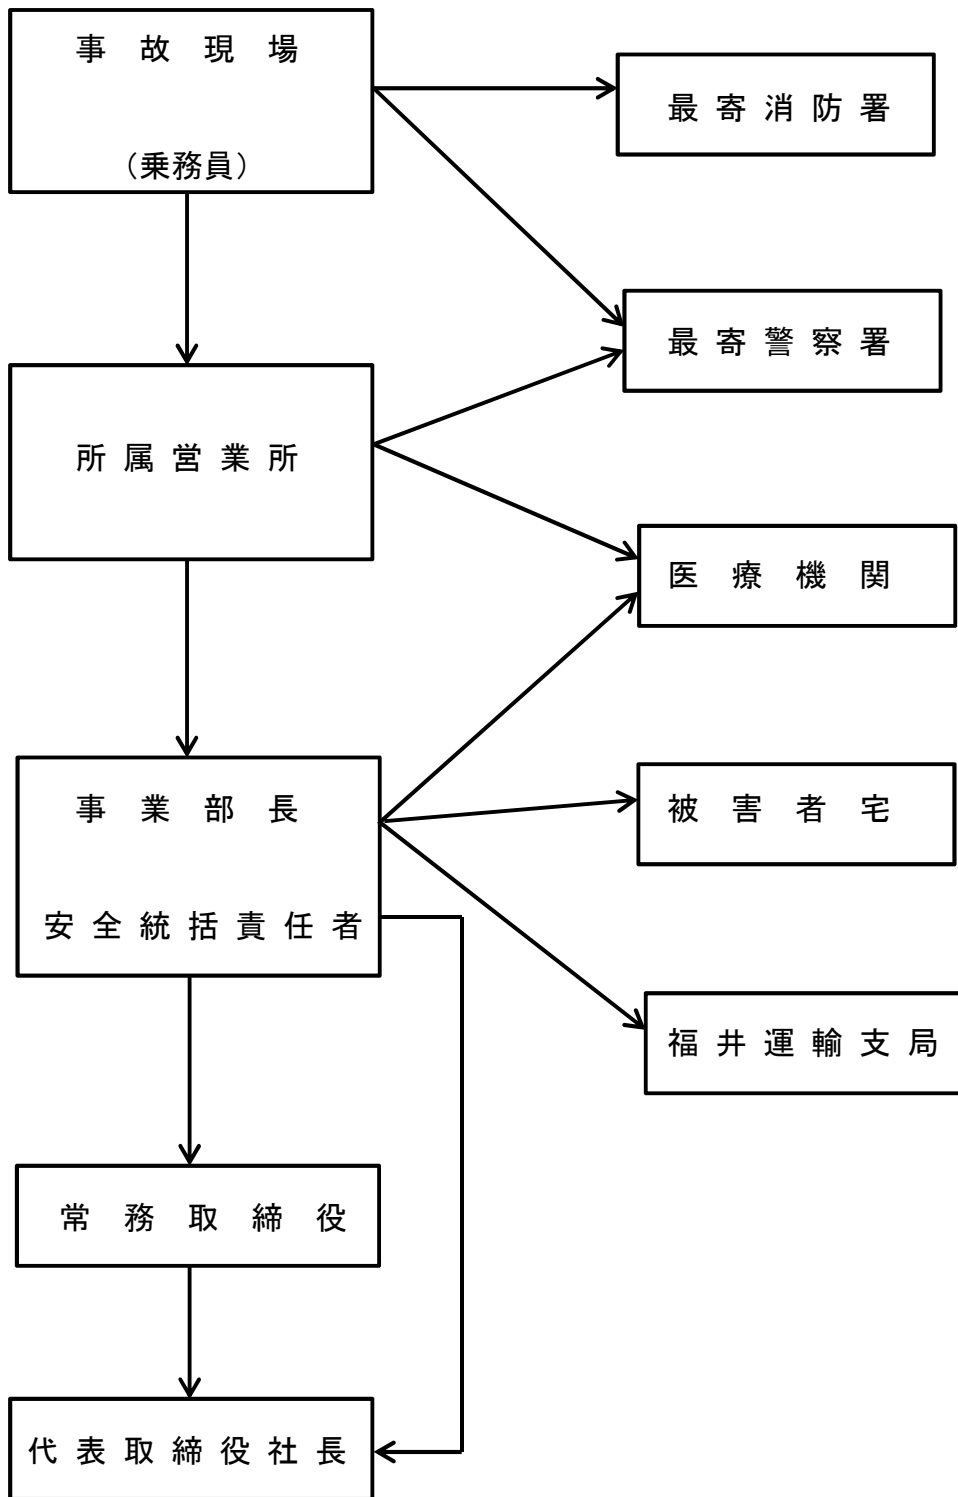 事故現場
（乗務員）
最寄消防署
最寄警察署
所属営業所
医療機関
事業部長
安全統括責任者
被害者宅
福井運輸支局
常務取締役
代表取締役社長